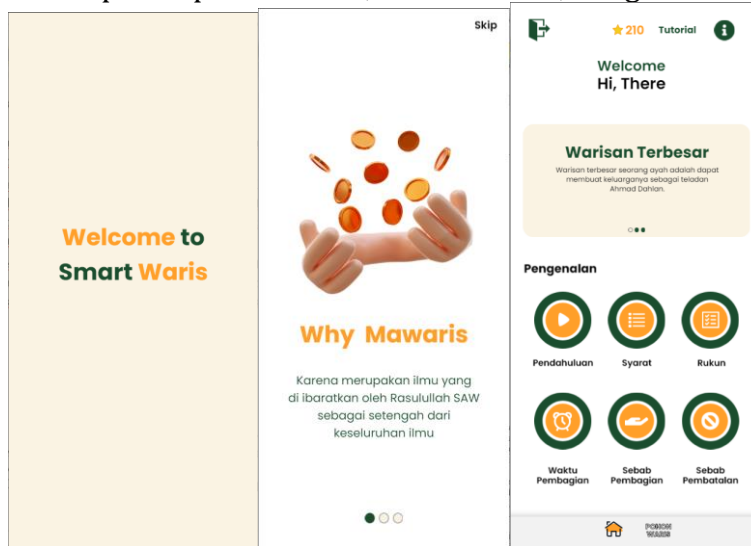 Welcome to
Smart Waris
Skip
Why Mawaris
Karena merupakan ilmu yang
di ibaratkan oleh Rasulullah SAW
sebagai setengah dari
keseluruhan ilmu
210 Tutorial
Welcome
Hi, There
Warisan Terbesar
Warisan terbesar seorang ayah adalah dapat
membuat keluarganya sebagai teladan
Ahmad Dahlan.
Pengenalan
Pendahuluan Syarat Rukun
Waktu Sebab Sebab
Pembagian Pembagian Pembatalan
POHON
WARIS